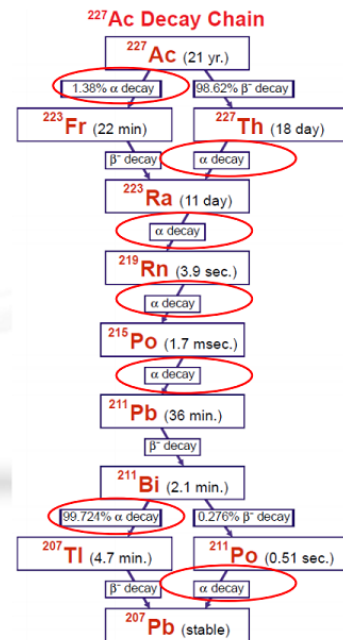 ²²⁷Ac Decay Chain
²²⁷Ac (21 yr.)
1.38% α decay 98.62% β⁻ decay
²²³Fr (22 min) ²²⁷Th (18 day)
β⁻ decay α decay
²²³Ra (11 day)
α decay
²¹⁹Rn (3.9 sec.)
α decay
²¹⁵Po (1.7 msec.)
α decay
²¹¹Pb (36 min.)
β⁻ decay
²¹¹Bi (2.1 min.)
99.724% α decay 0.276% β⁻ decay
²⁰⁷Tl (4.7 min.) ²¹¹Po (0.51 sec.)
β⁻ decay α decay
²⁰⁷Pb (stable)